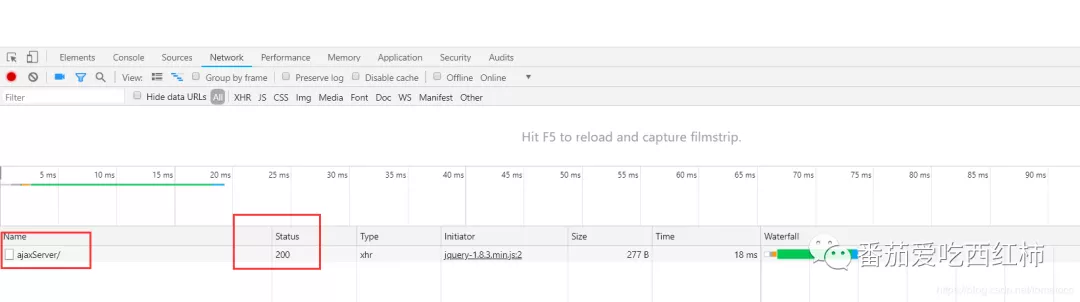 Elements Console Sources Network Performance Memory Application Security Audits
View: Group by frame Preserve log Disable cache Offline Online
Filter Hide data URLs All XHR JS CSS Img Media Font Doc WS Manifest Other
Hit F5 to reload and capture filmstrip.
5 ms 10 ms 15 ms 20 ms 25 ms 30 ms 35 ms 40 ms 45 ms 50 ms 55 ms 60 ms 65 ms 70 ms 75 ms 80 ms 85 ms 90 ms
Name Status Type Initiator Size Time Waterfall
ajaxServer/ 200 xhr jquery-1.8.3.min.js:2 277 B 18 ms
番茄爱吃西红柿